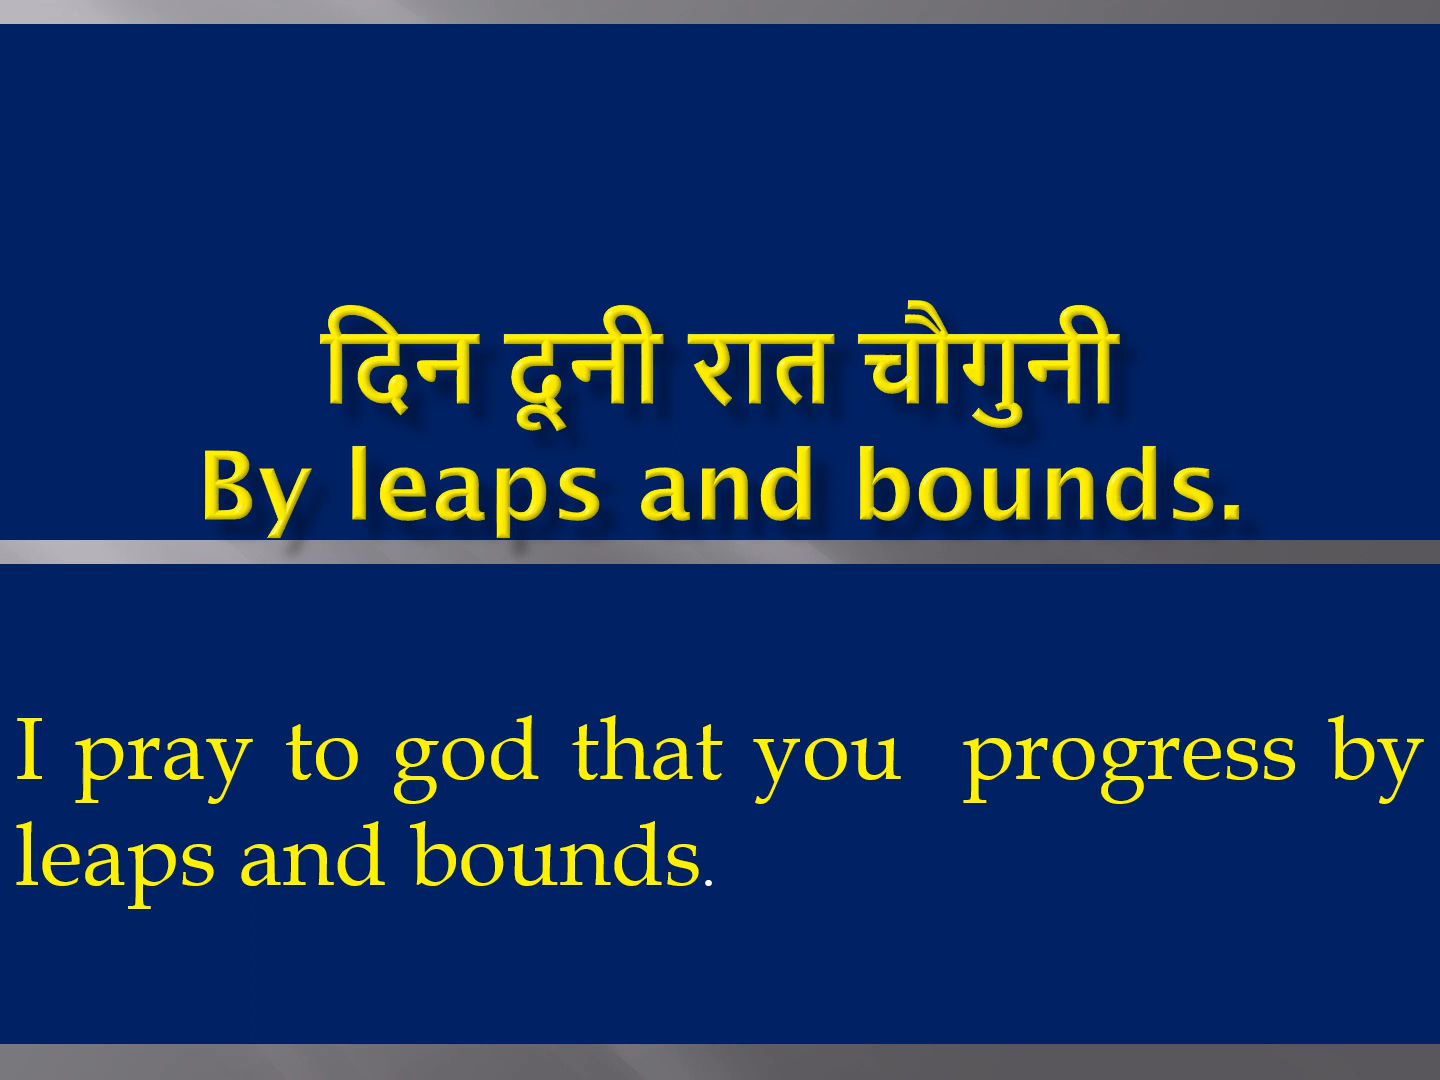 दिन दूनी रात चौगुनी
By leaps and bounds.
I pray to god that you  progress by
leaps and bounds.